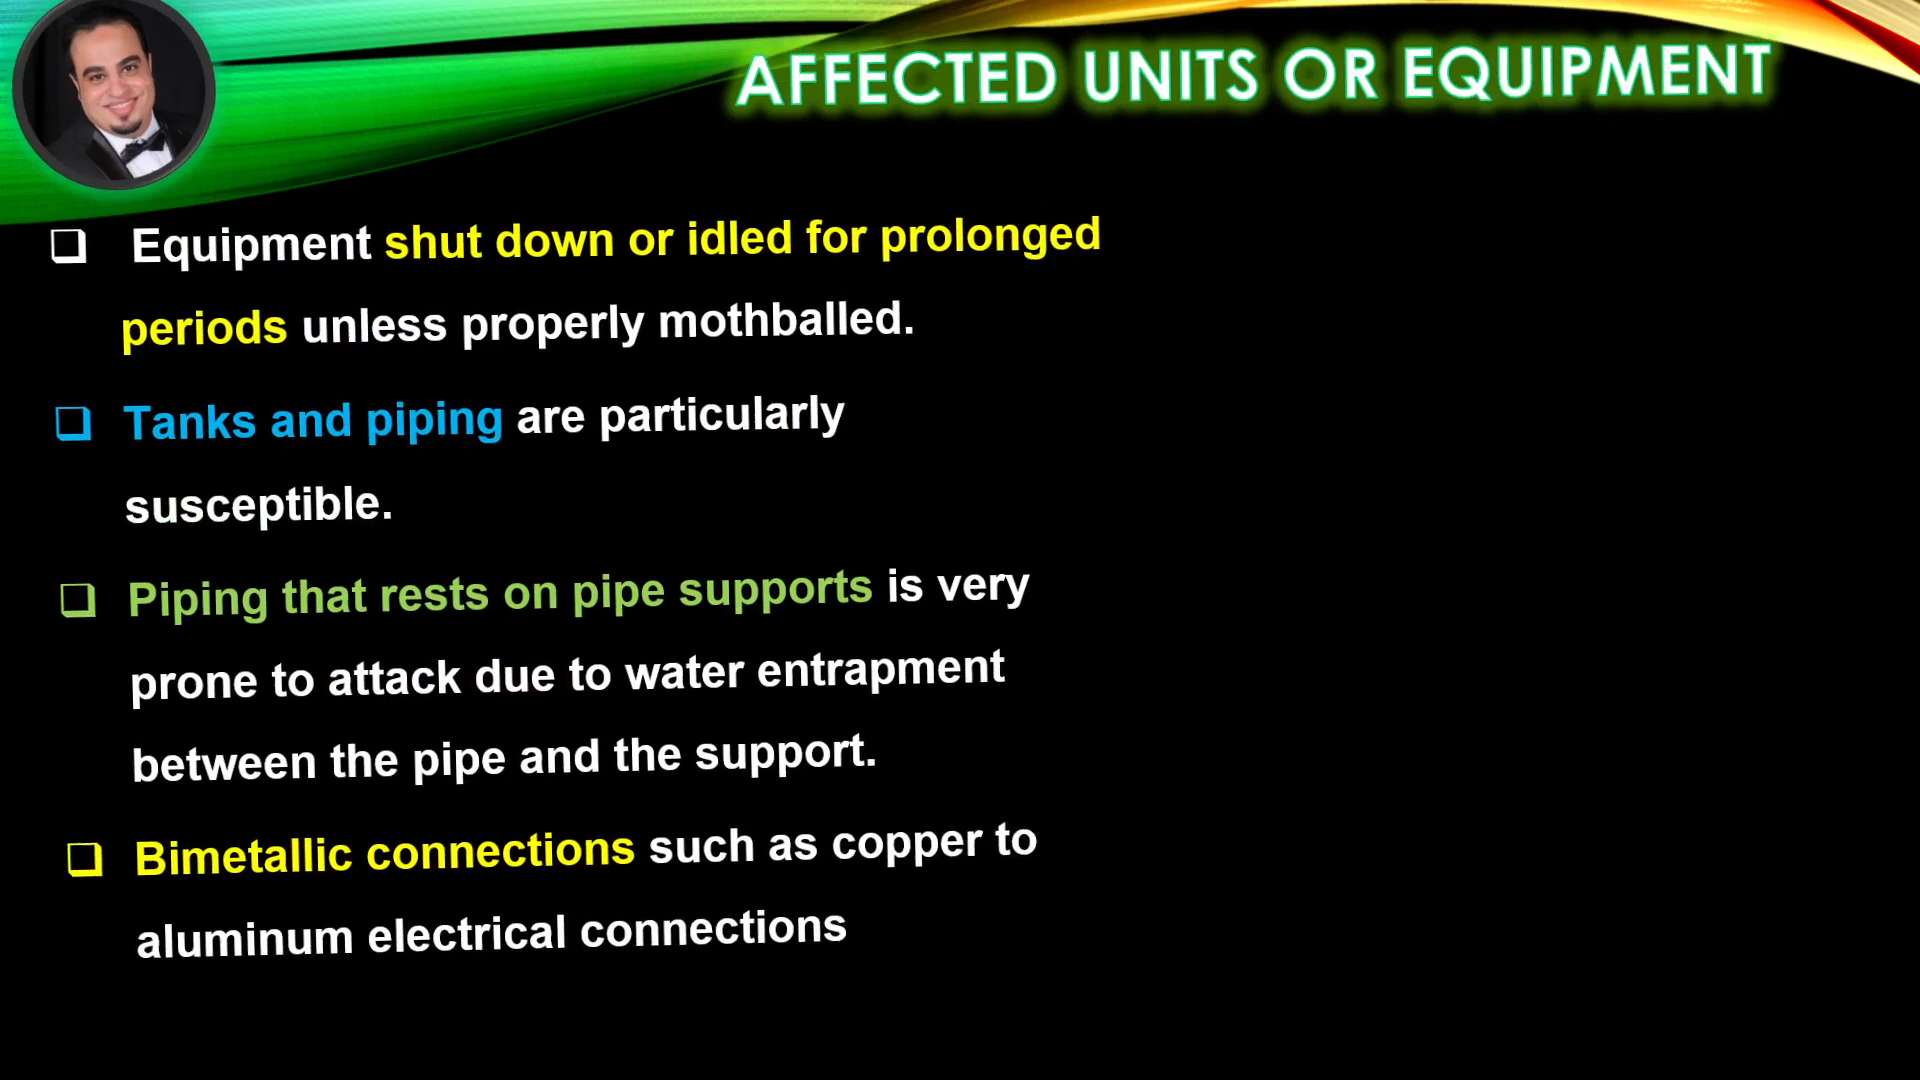 AFFECTED UNITS OR EQUIPMENT
❑ Equipment shut down or idled for prolonged
periods unless properly mothballed.
❑ Tanks and piping are particularly
susceptible.
❑ Piping that rests on pipe supports is very
prone to attack due to water entrapment
between the pipe and the support.
❑ Bimetallic connections such as copper to
aluminum electrical connections